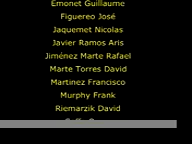 Émonet Guillaume
Figuereo José
Jaquemet Nicolas
Javier Ramos Aris
Jiménez Marte Rafael
Marte Torres David
Martinez Francisco
Murphy Frank
Riemarzik David